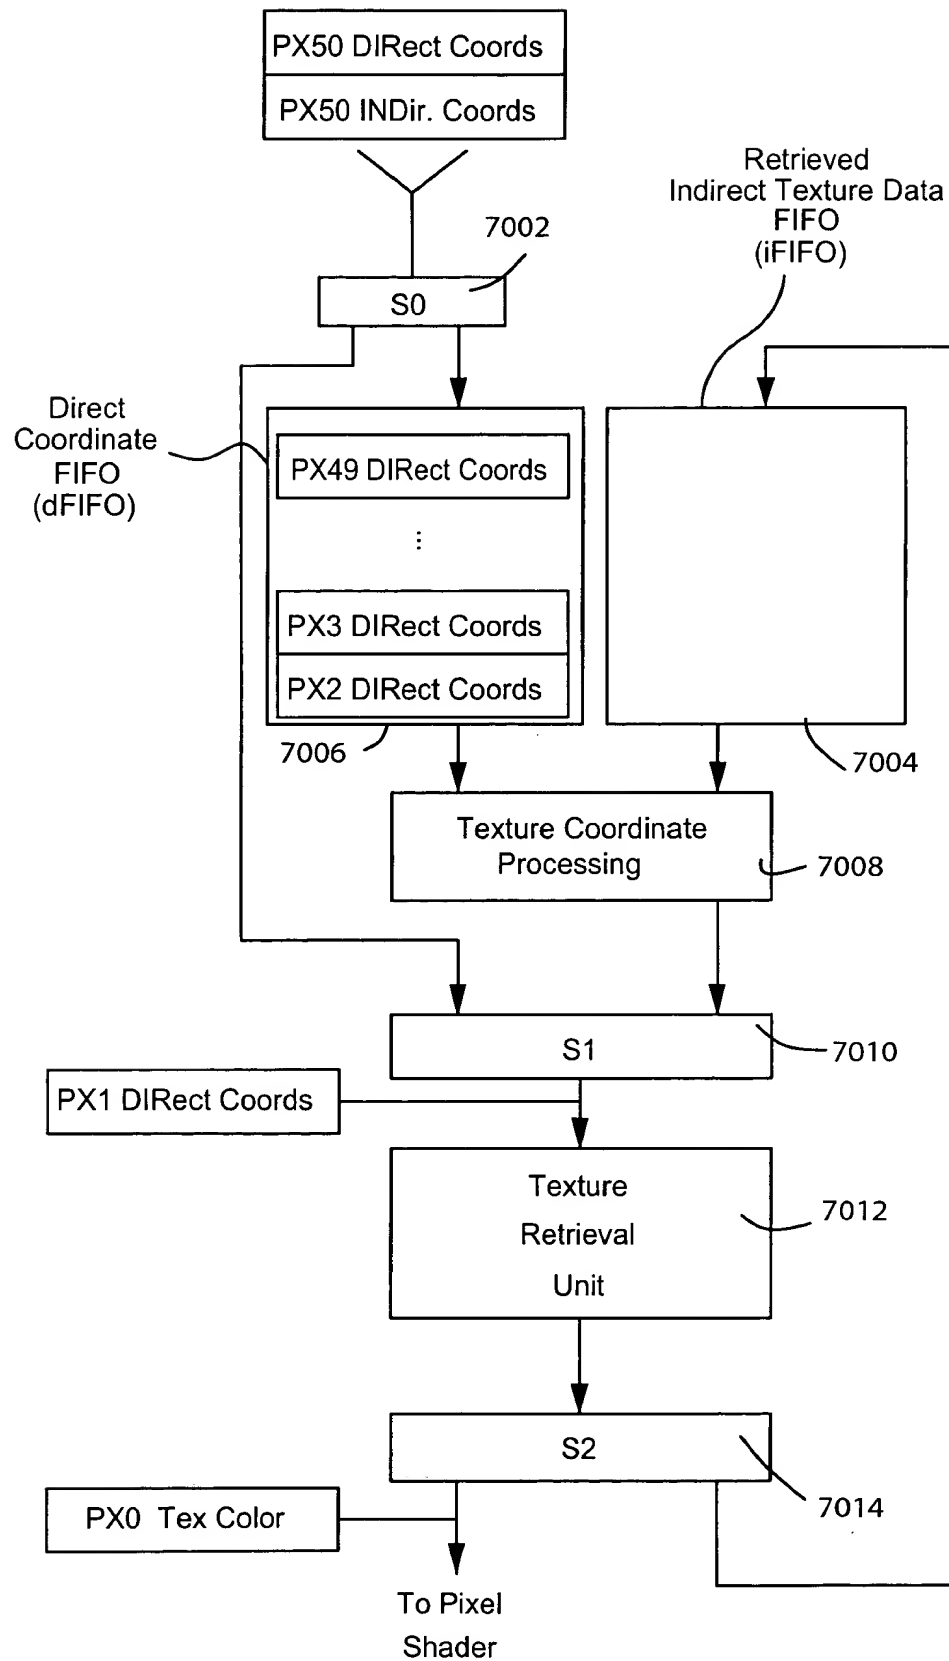 PX50 DIRect Coords
PX50 INDir. Coords
Retrieved
Indirect Texture Data
FIFO
(iFIFO)
7002
S0
Direct
Coordinate
FIFO
(dFIFO)
PX49 DIRect Coords
⋮
PX3 DIRect Coords
PX2 DIRect Coords
7006
7004
Texture Coordinate
Processing
7008
S1
7010
PX1 DIRect Coords
Texture
Retrieval
Unit
7012
S2
7014
PX0 Tex Color
To Pixel
Shader